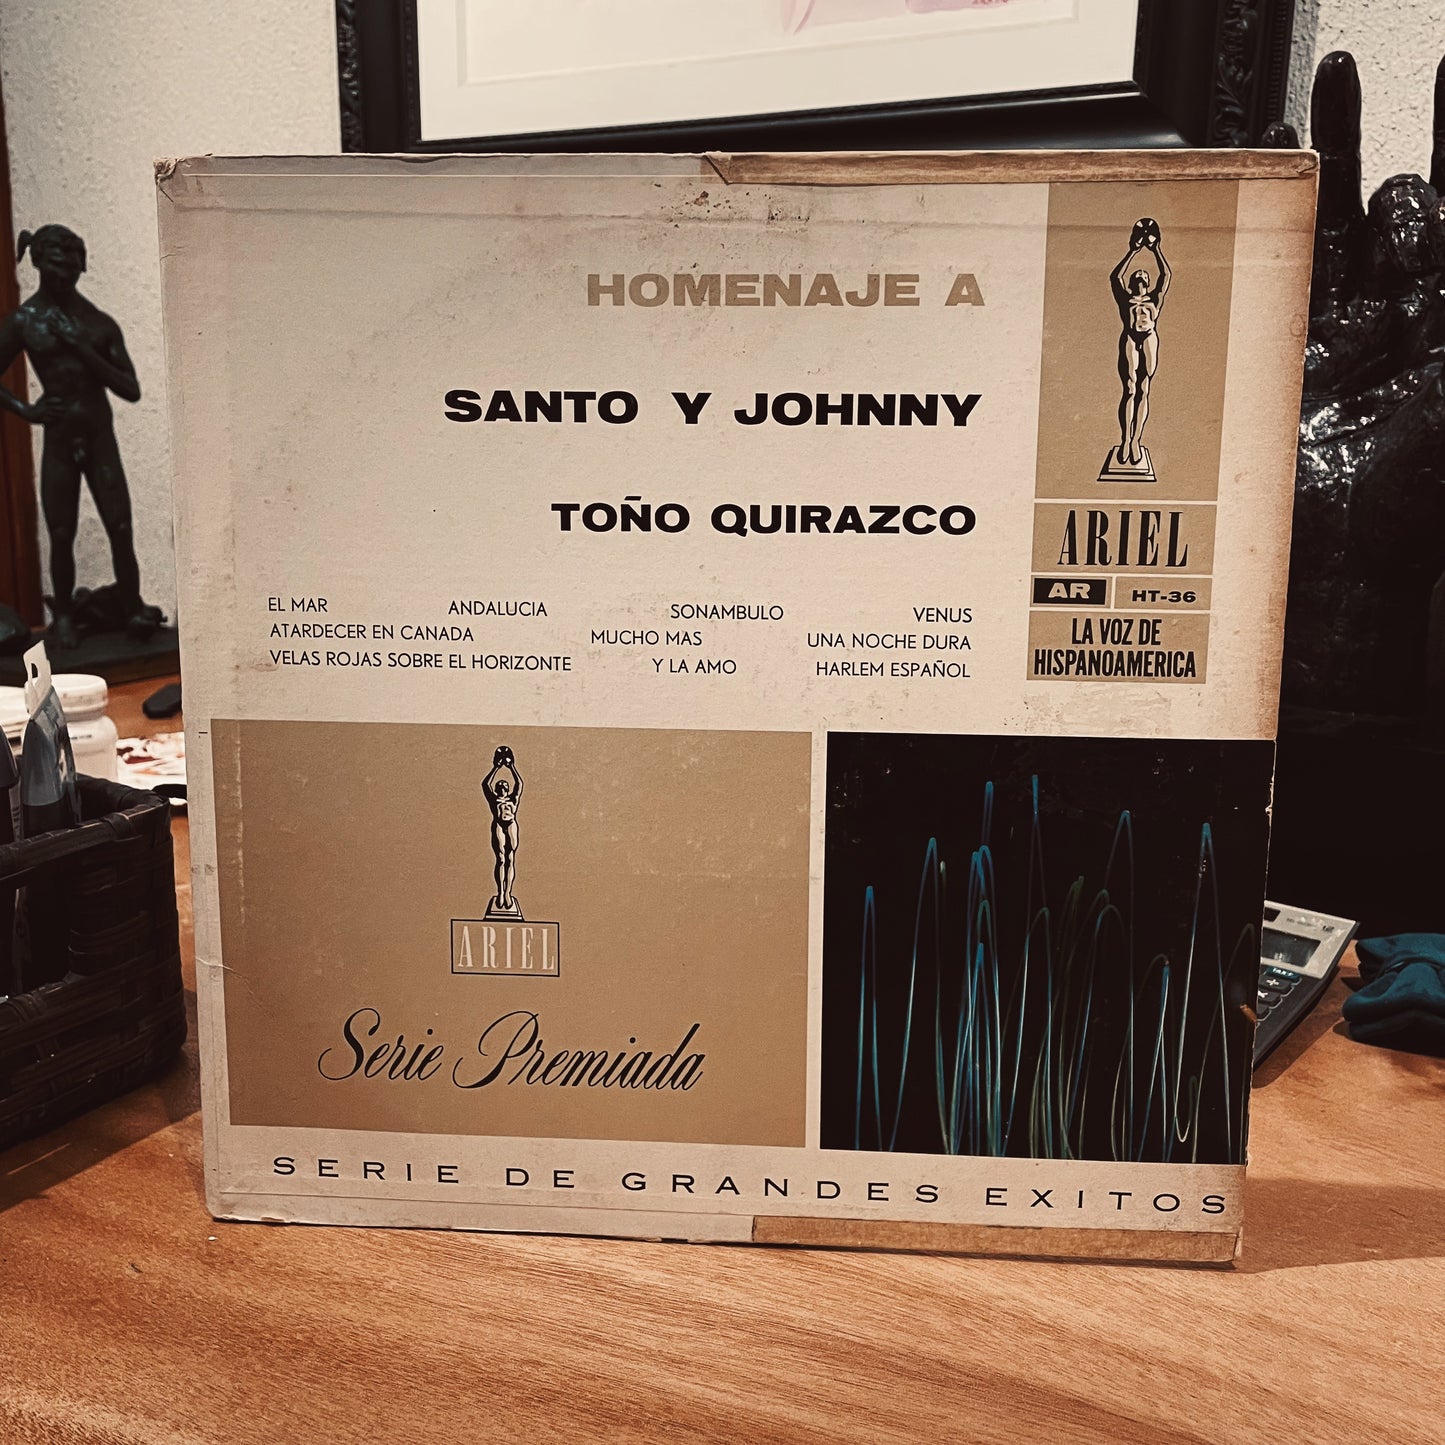 HOMENAJE A
SANTO Y JOHNNY
TOÑO QUIRAZCO
EL MAR ANDALUCIA SONAMBULO VENUS
ATARDECER EN CANADA MUCHO MAS UNA NOCHE DURA
VELAS ROJAS SOBRE EL HORIZONTE Y LA AMO HARLEM ESPAÑOL
ARIEL
AR HT-36
LA VOZ DE
HISPANOAMERICA
ARIEL
Serie Premiada
SERIE DE GRANDES EXITOS